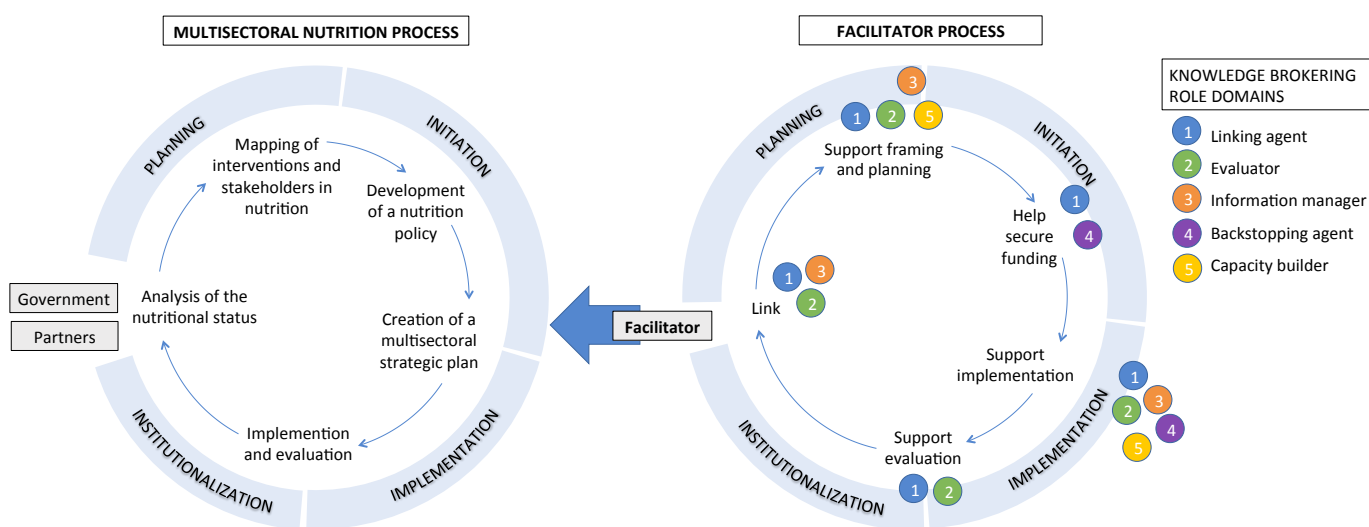 MULTISECTORAL NUTRITION PROCESS
PLAnNING
INITIATION
IMPLEMENTATION
INSTITUTIONALIZATION
Mapping of
interventions and
stakeholders in
nutrition
Development
of a nutrition
policy
Creation of a
multisectoral
strategic plan
Implemention
and evaluation
Analysis of the
nutritional status
Government
Partners
Facilitator
FACILITATOR PROCESS
PLANNING
INITIATION
IMPLEMENTATION
INSTITUTIONALIZATION
3
1
2
5
Support framing
and planning
1
4
Help
secure
funding
Support
implementation
1
2
3
4
5
Support
evaluation
1
2
Link
1
3
2
KNOWLEDGE BROKERING
ROLE DOMAINS
1 Linking agent
2 Evaluator
3 Information manager
4 Backstopping agent
5 Capacity builder